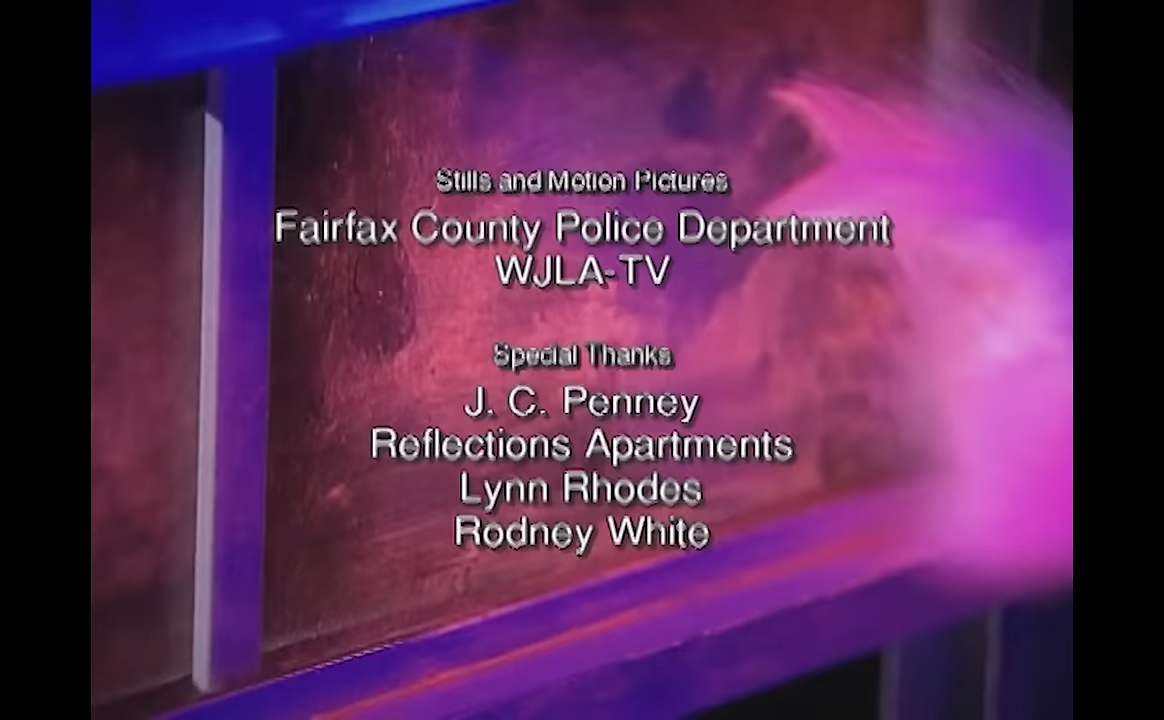 Stills and Motion Pictures
Fairfax County Police Department
WJLA-TV
Special Thanks
J. C. Penney
Reflections Apartments
Lynn Rhodes
Rodney White